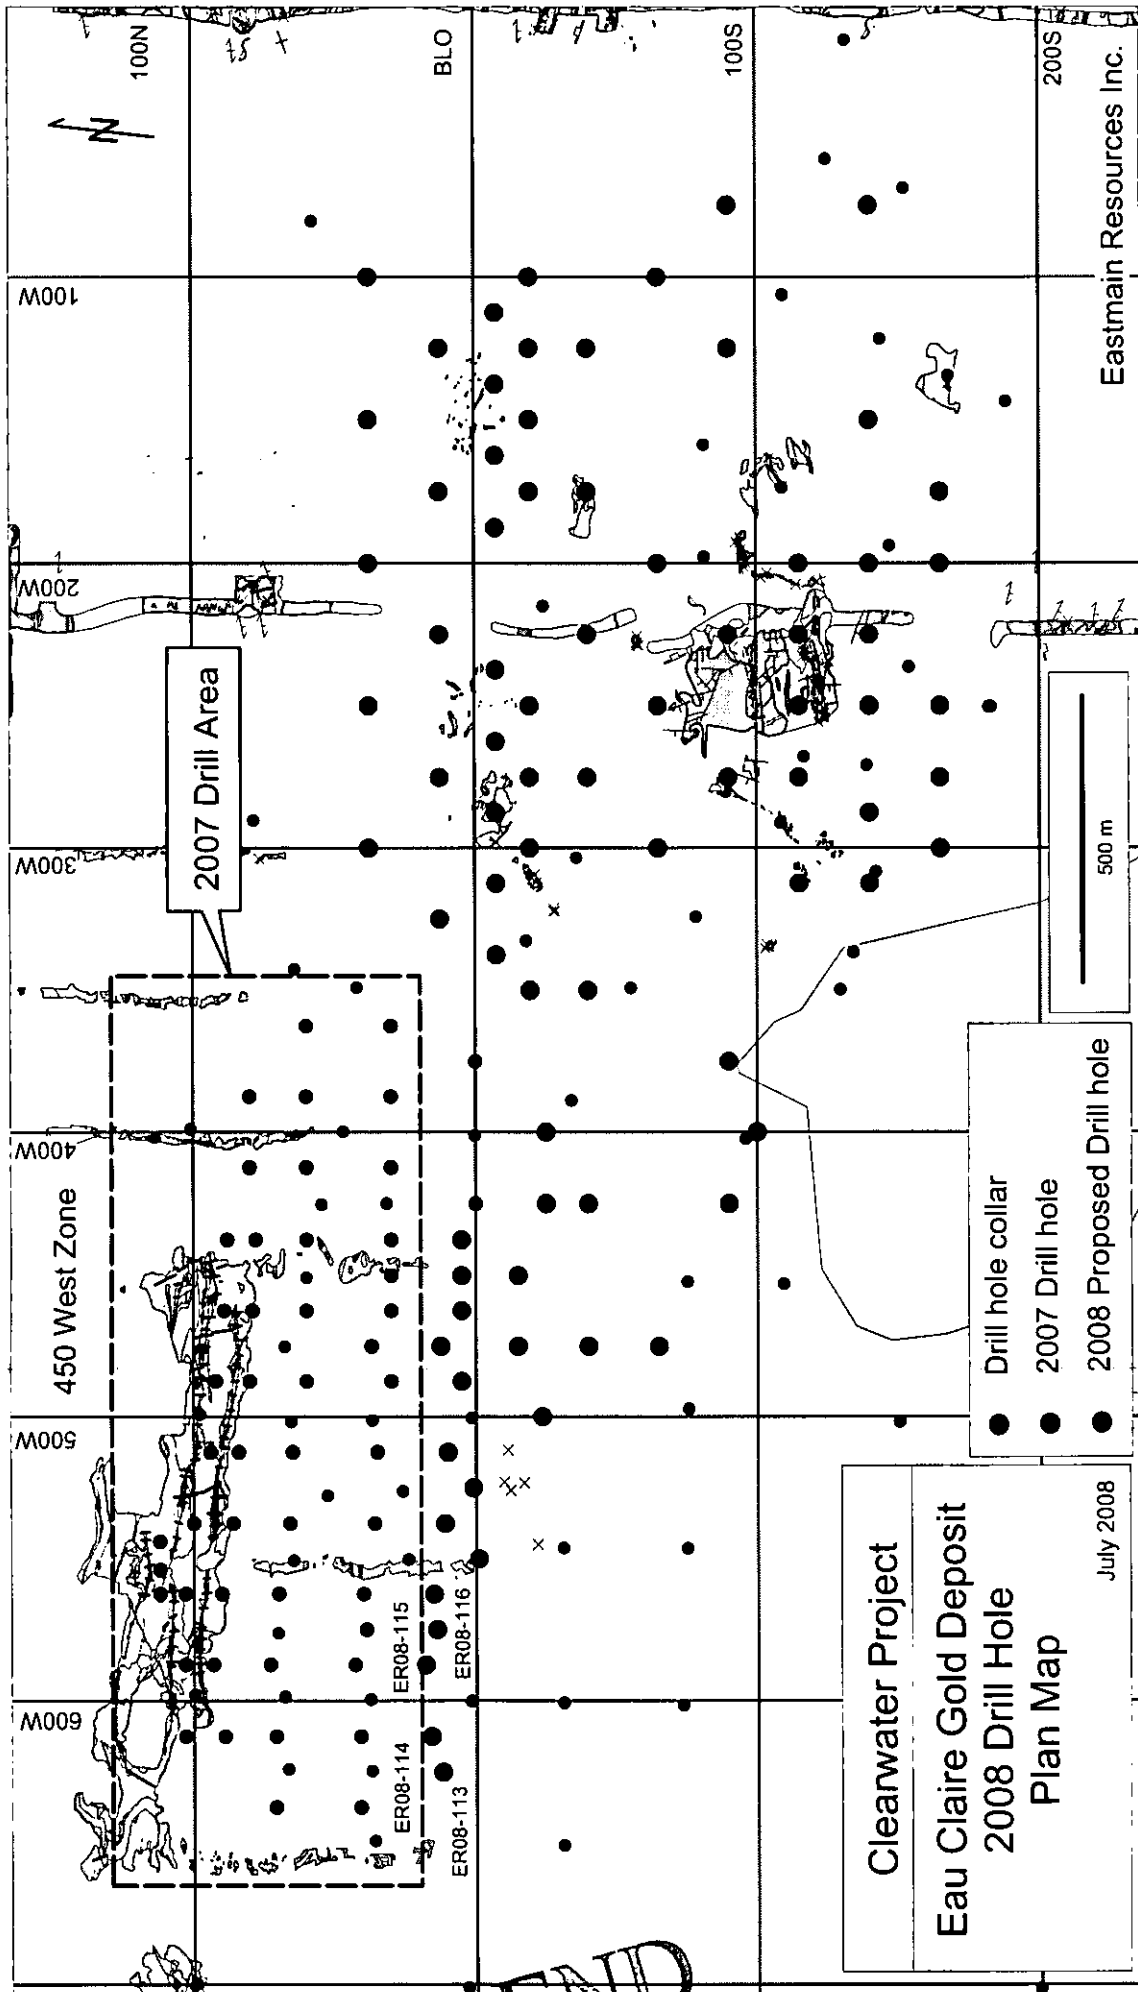 100N
BLO
100S
200S
N
100W
200W
300W
400W
500W
600W
2007 Drill Area
450 West Zone
ER08-113
ER08-114
ER08-115
ER08-116
Eastmain Resources Inc.
500 m
Drill hole collar
2007 Drill hole
2008 Proposed Drill hole
Clearwater Project
Eau Claire Gold Deposit
2008 Drill Hole
Plan Map
July 2008